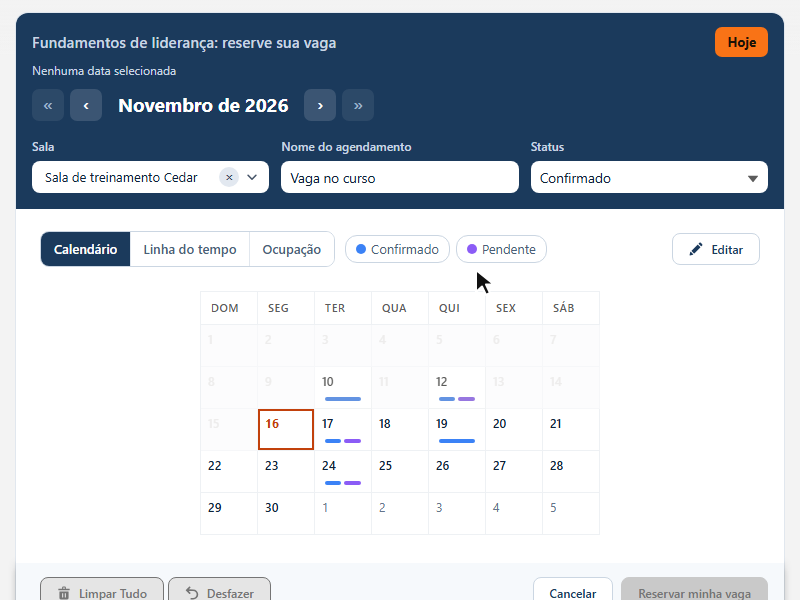 Fundamentos de liderança: reserve sua vaga
Hoje
Nenhuma data selecionada
« ‹ Novembro de 2026 › »
Sala Nome do agendamento Status
Sala de treinamento Cedar × Vaga no curso Confirmado
Calendário Linha do tempo Ocupação Confirmado Pendente Editar
DOM SEG TER QUA QUI SEX SÁB
1 2 3 4 5 6 7
8 9 10 11 12 13 14
15 16 17 18 19 20 21
22 23 24 25 26 27 28
29 30 1 2 3 4 5
Limpar Tudo Desfazer Cancelar Reservar minha vaga